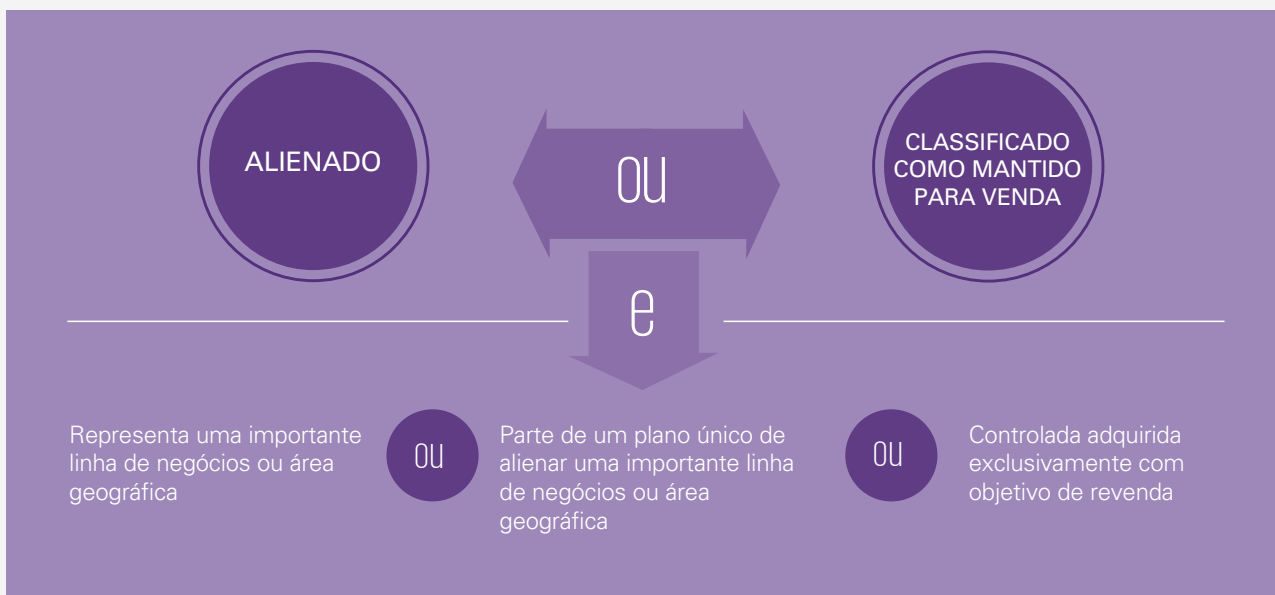 ALIENADO
OU
CLASSIFICADO
COMO MANTIDO
PARA VENDA
e
Representa uma importante
linha de negócios ou área
geográfica
OU
Parte de um plano único de
alienar uma importante linha
de negócios ou área
geográfica
OU
Controlada adquirida
exclusivamente com
objetivo de revenda